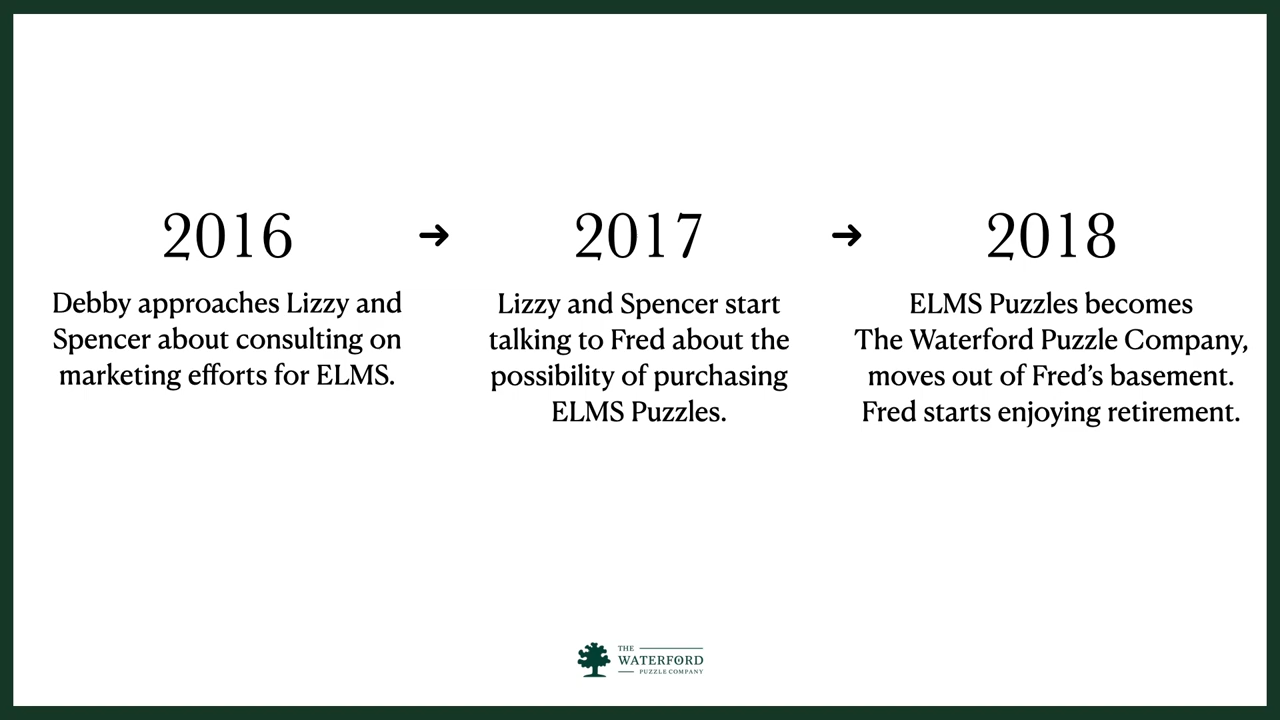 2016
Debby approaches Lizzy and
Spencer about consulting on
marketing efforts for ELMS.
2017
Lizzy and Spencer start
talking to Fred about the
possibility of purchasing
ELMS Puzzles.
2018
ELMS Puzzles becomes
The Waterford Puzzle Company,
moves out of Fred’s basement.
Fred starts enjoying retirement.
THE
WATERFORD
PUZZLE COMPANY